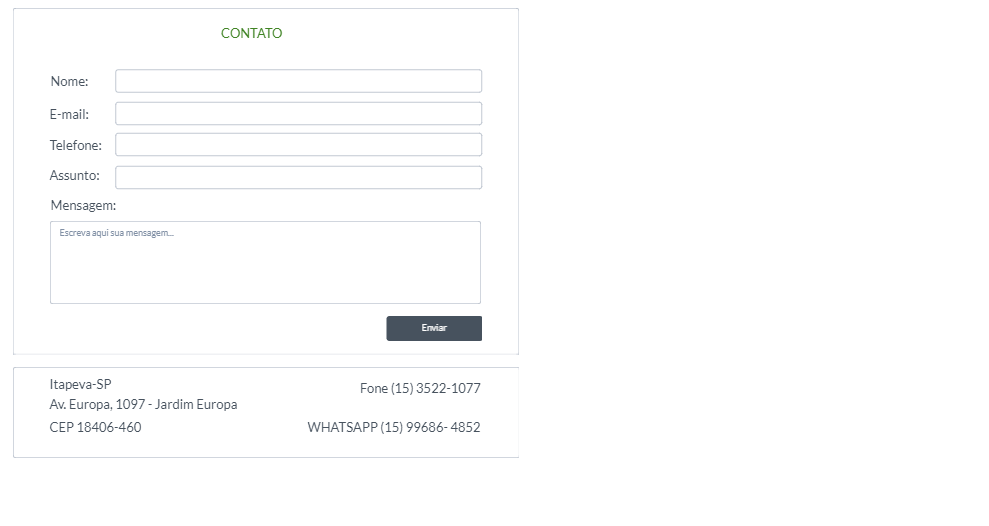 CONTATO
Nome:
E-mail:
Telefone:
Assunto:
Mensagem:
Escreva aqui sua mensagem...
Enviar
Itapeva-SP
Av. Europa, 1097 - Jardim Europa
CEP 18406-460
Fone (15) 3522-1077
WHATSAPP (15) 99686- 4852